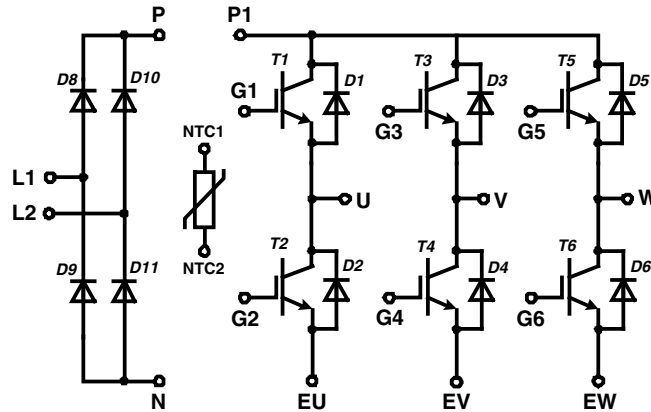 P P1
D8 D10 T1 D1 T3 D3 T5 D5
G1 G3 G5
NTC1
L1
L2 U V W
NTC2
D9 D11 T2 D2 T4 D4 T6 D6
G2 G4 G6
N EU EV EW